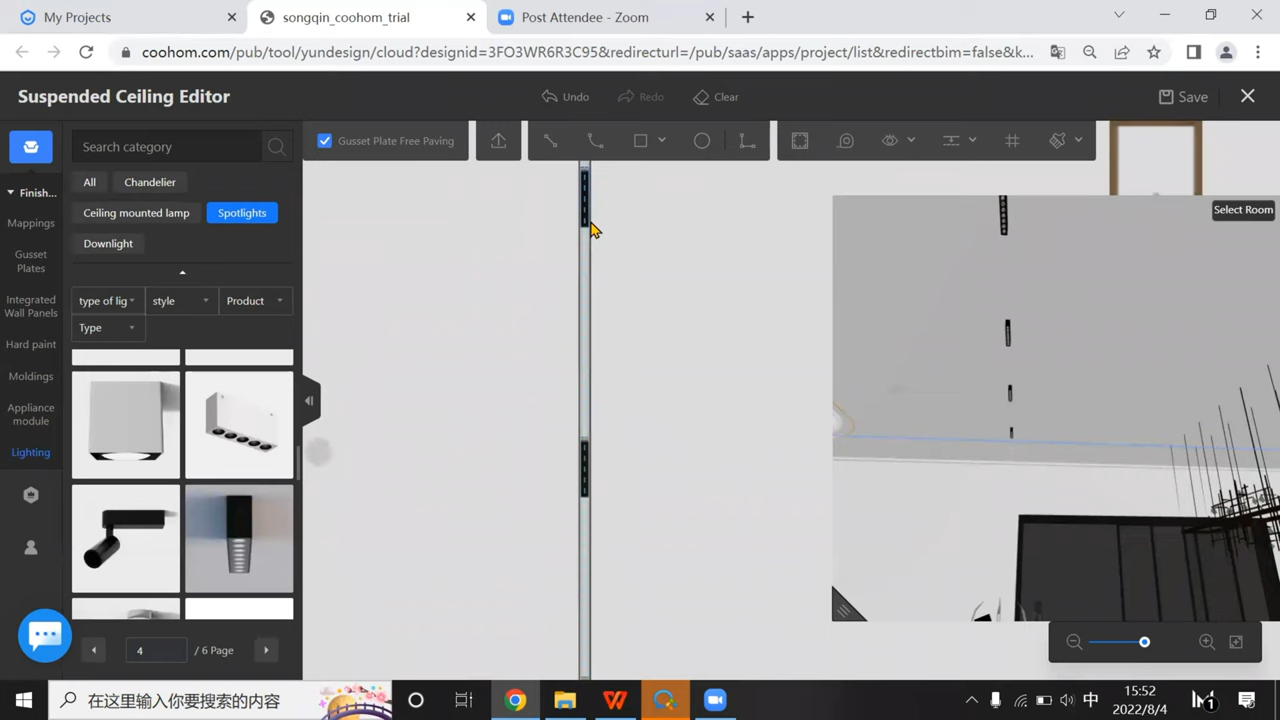 My Projects
songqin_coohom_trial
Post Attendee - Zoom
coohom.com/pub/tool/yundesign/cloud?designid=3FO3WR6R3C95&redirecturl=/pub/saas/apps/project/list&redirectbim=false&k...
Suspended Ceiling Editor
Undo
Redo
Clear
Save
Search category
Gusset Plate Free Paving
All
Chandelier
Ceiling mounted lamp
Spotlights
Downlight
Finish...
Mappings
Gusset
Plates
Integrated
Wall Panels
Hard paint
Moldings
Appliance
module
Lighting
type of lig
style
Product
Type
Select Room
4
/ 6 Page
在这里输入你要搜索的内容
中
15:52
2022/8/4
1